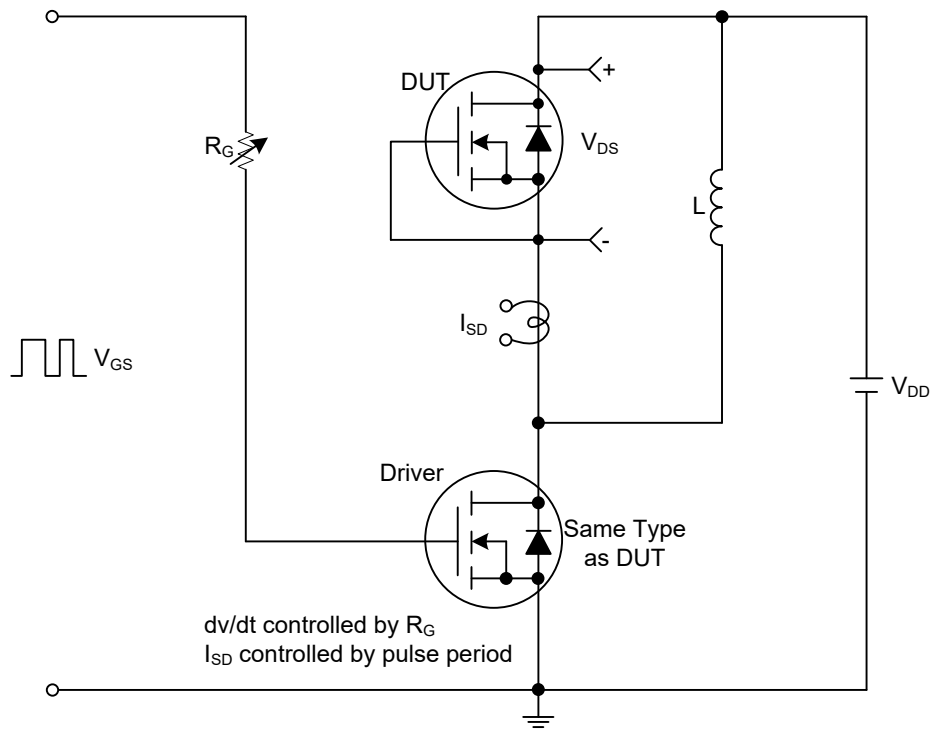 +
DUT
R_G
V_DS
L
-
I_SD
V_GS
V_DD
Driver
Same Type
as DUT
dv/dt controlled by R_G
I_SD controlled by pulse period